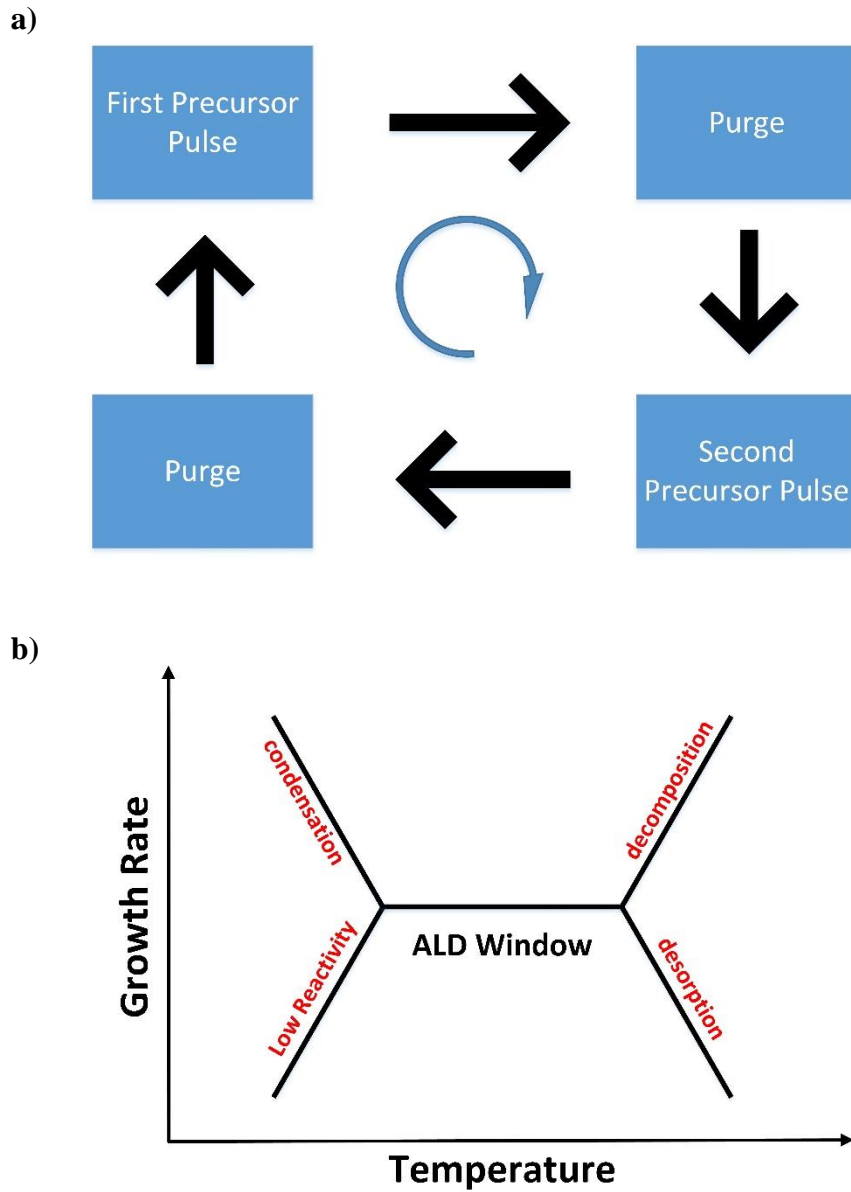 a)
First Precursor
Pulse
Purge
Purge
Second
Precursor Pulse
b)
Growth Rate
condensation
Low Reactivity
ALD Window
decomposition
desorption
Temperature